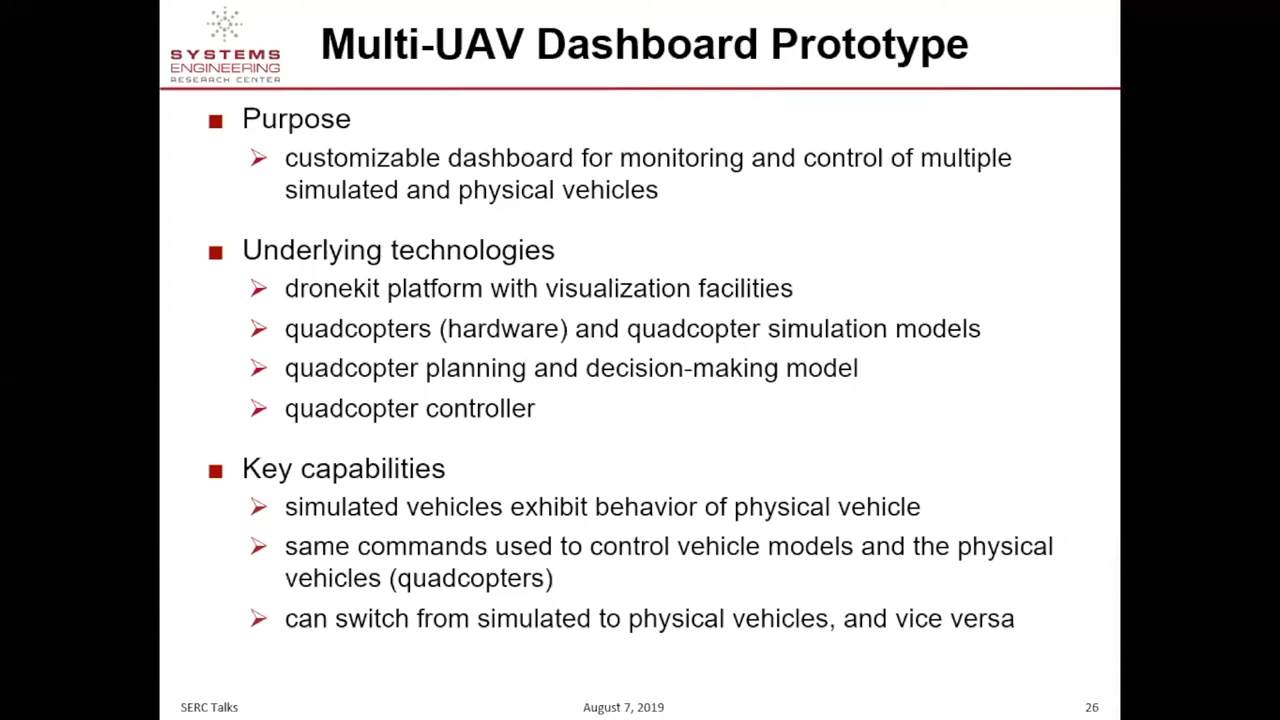 SYSTEMS
ENGINEERING
RESEARCH CENTER
Multi-UAV Dashboard Prototype
Purpose
customizable dashboard for monitoring and control of multiple
simulated and physical vehicles
Underlying technologies
dronekit platform with visualization facilities
quadcopters (hardware) and quadcopter simulation models
quadcopter planning and decision-making model
quadcopter controller
Key capabilities
simulated vehicles exhibit behavior of physical vehicle
same commands used to control vehicle models and the physical
vehicles (quadcopters)
can switch from simulated to physical vehicles, and vice versa
SERC Talks
August 7, 2019
26